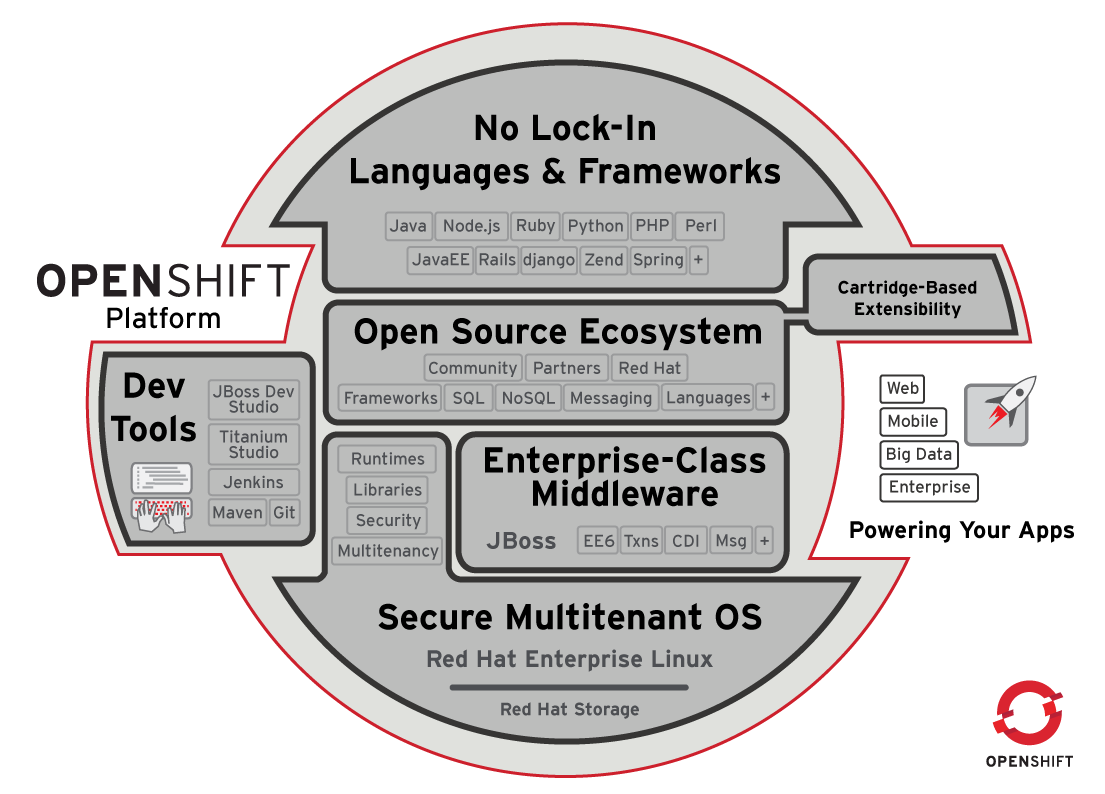 No Lock-In
Languages & Frameworks
Java Node.js Ruby Python PHP Perl
JavaEE Rails django Zend Spring +
OPENSHIFT
Platform
Cartridge-Based
Extensibility
Open Source Ecosystem
Community Partners Red Hat
Frameworks SQL NoSQL Messaging Languages +
Dev
Tools
JBoss Dev
Studio
Titanium
Studio
Jenkins
Maven Git
Runtimes
Libraries
Security
Multitenancy
Enterprise-Class
Middleware
JBoss EE6 Txns CDI Msg +
Web
Mobile
Big Data
Enterprise
Powering Your Apps
Secure Multitenant OS
Red Hat Enterprise Linux
Red Hat Storage
OPENSHIFT